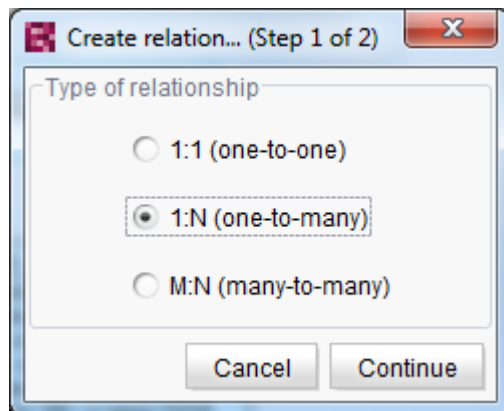 Create relation... (Step 1 of 2)
Type of relationship
1:1 (one-to-one)
1:N (one-to-many)
M:N (many-to-many)
Cancel Continue